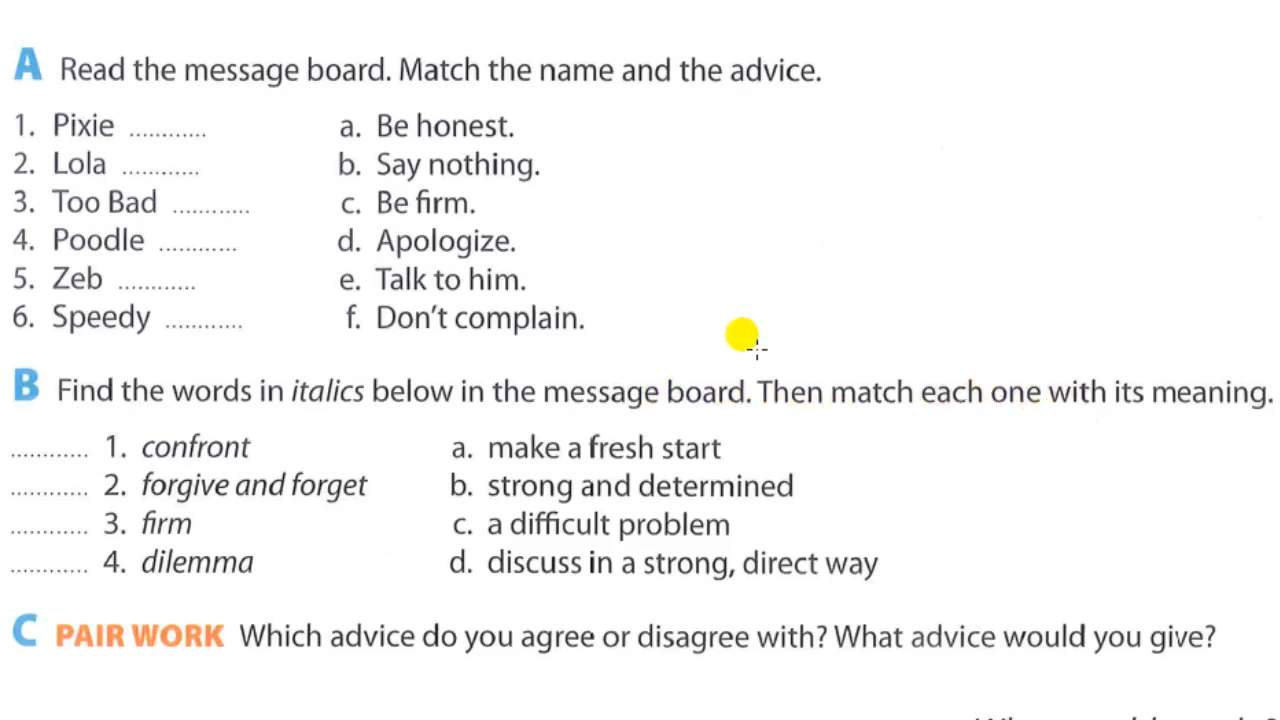 A Read the message board. Match the name and the advice.
1. Pixie ............ a. Be honest.
2. Lola ............ b. Say nothing.
3. Too Bad ............ c. Be firm.
4. Poodle ............ d. Apologize.
5. Zeb ............ e. Talk to him.
6. Speedy ............ f. Don't complain.
B Find the words in italics below in the message board. Then match each one with its meaning.
............ 1. confront a. make a fresh start
............ 2. forgive and forget b. strong and determined
............ 3. firm c. a difficult problem
............ 4. dilemma d. discuss in a strong, direct way
C PAIR WORK Which advice do you agree or disagree with? What advice would you give?